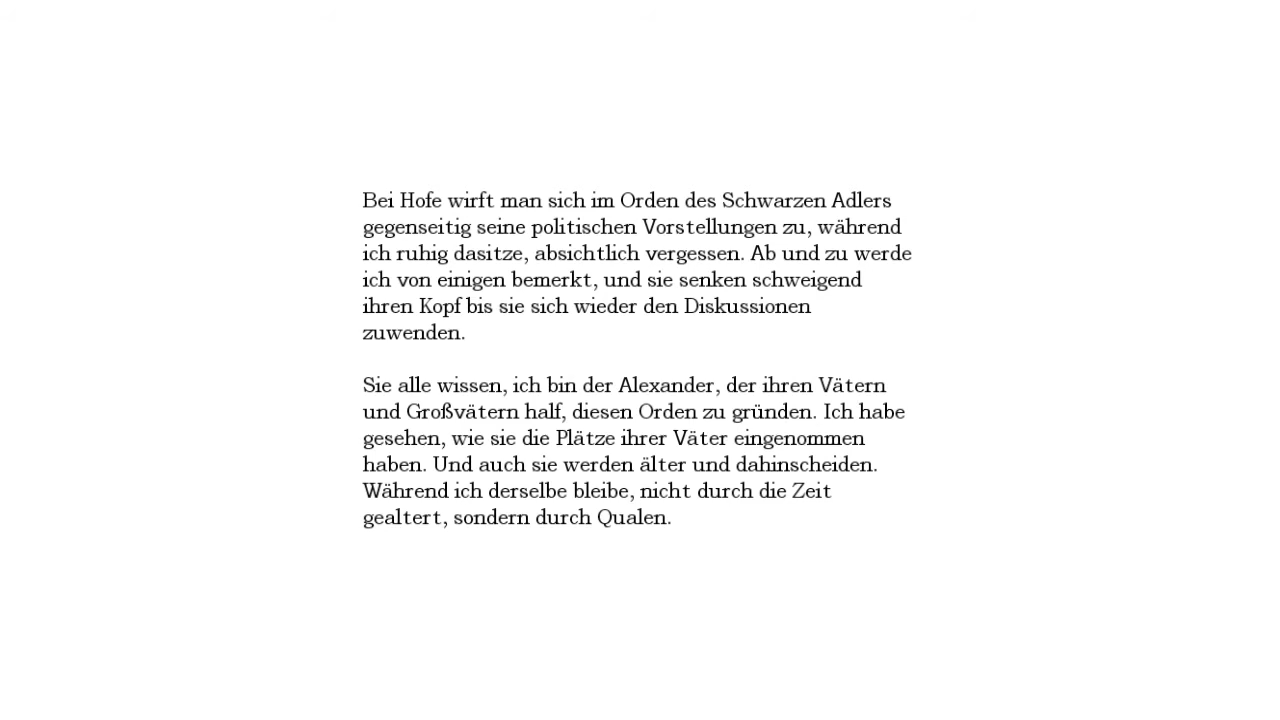 Bei Hofe wirft man sich im Orden des Schwarzen Adlers
gegenseitig seine politischen Vorstellungen zu, während
ich ruhig dasitze, absichtlich vergessen. Ab und zu werde
ich von einigen bemerkt, und sie senken schweigend
ihren Kopf bis sie sich wieder den Diskussionen
zuwenden.
Sie alle wissen, ich bin der Alexander, der ihren Vätern
und Großvätern half, diesen Orden zu gründen. Ich habe
gesehen, wie sie die Plätze ihrer Väter eingenommen
haben. Und auch sie werden älter und dahinscheiden.
Während ich derselbe bleibe, nicht durch die Zeit
gealtert, sondern durch Qualen.